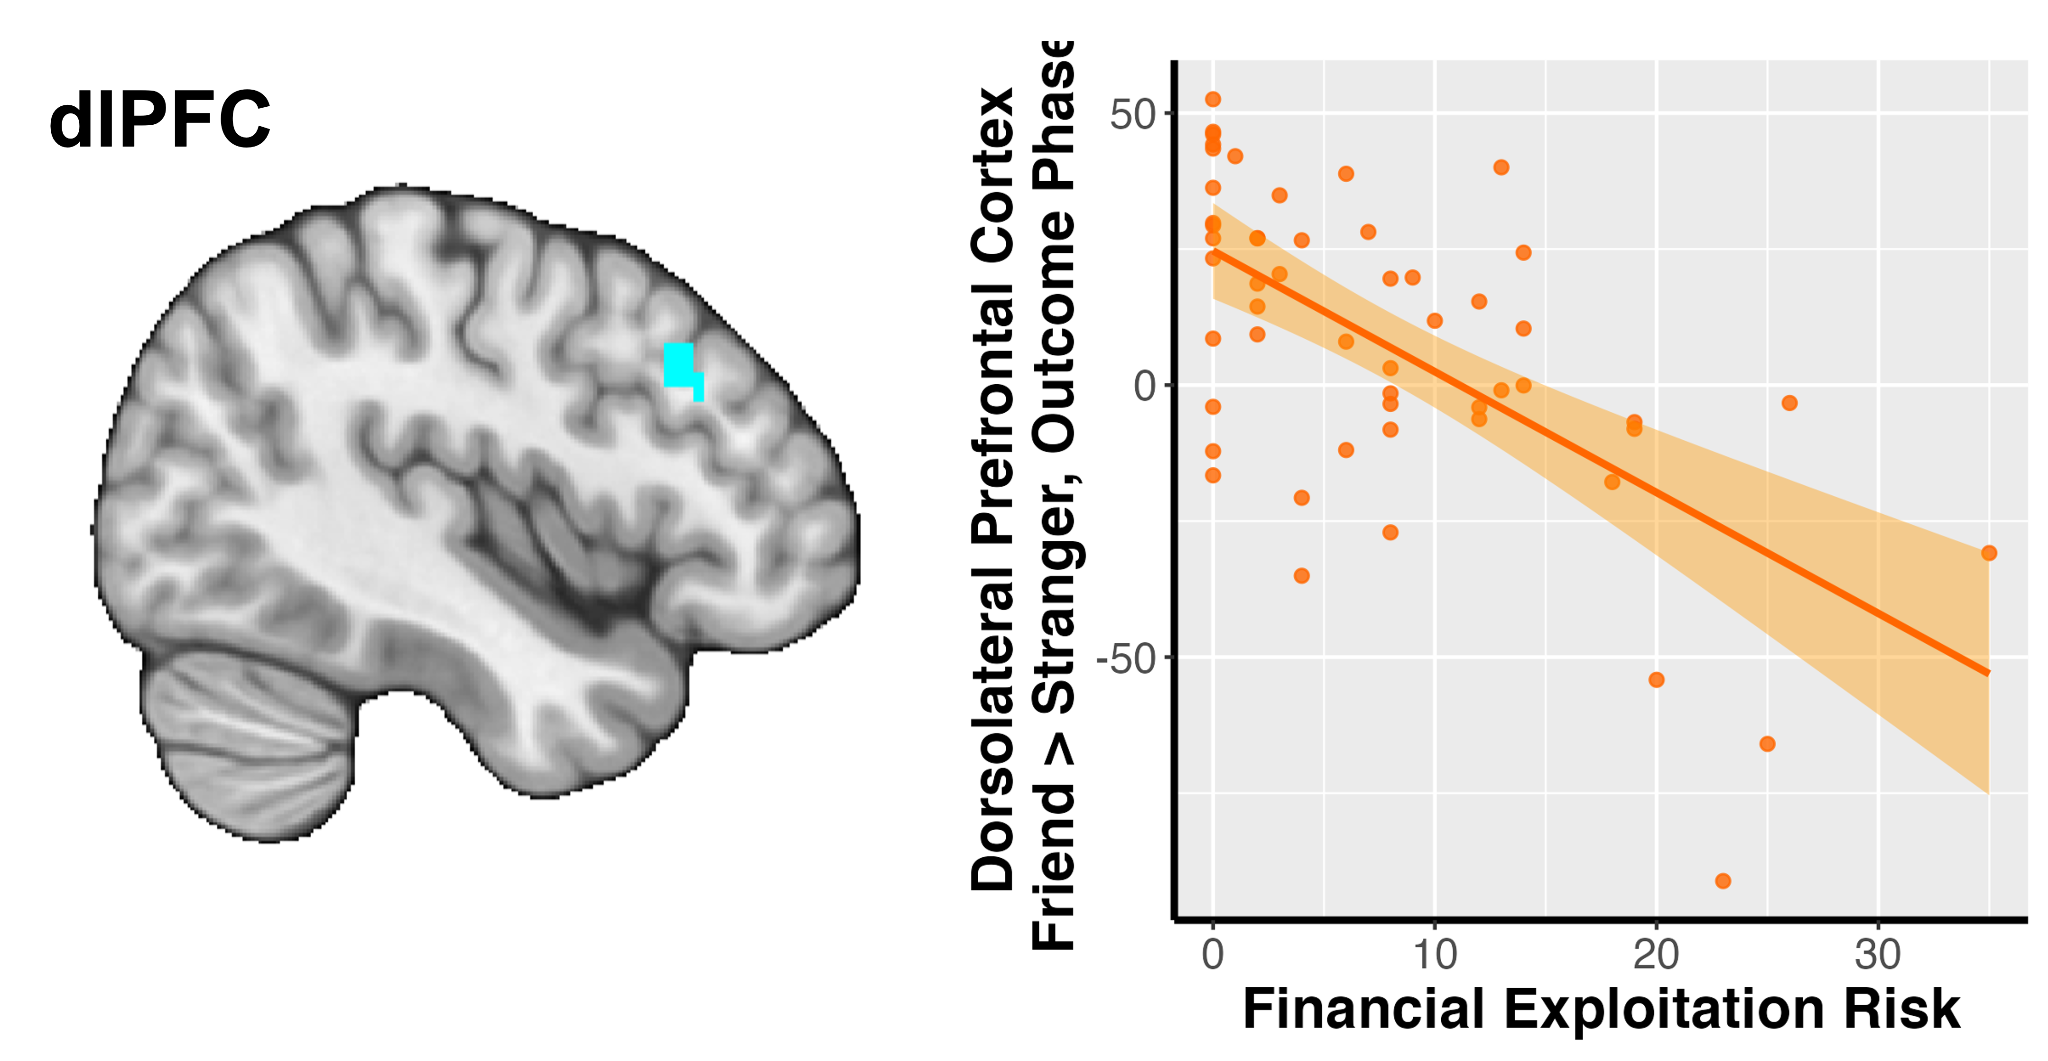 dlPFC
Dorsolateral Prefrontal Cortex
Friend > Stranger, Outcome Phase
50
0
-50
0 10 20 30
Financial Exploitation Risk